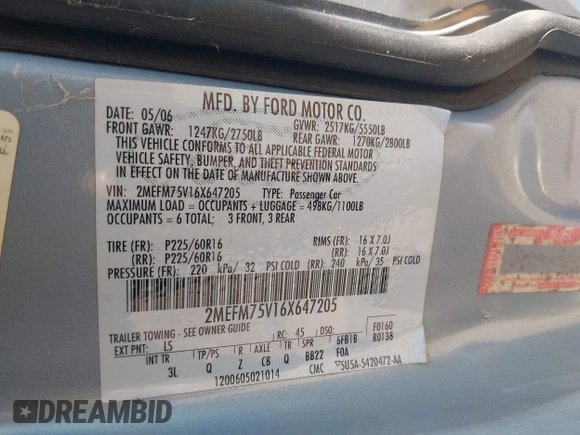 MFD. BY FORD MOTOR CO.
DATE: 05/06 GVWR: 2517KG/5550LB
FRONT GAWR: 1247KG/2750LB REAR GAWR: 1270KG/2800LB
THIS VEHICLE CONFORMS TO ALL APPLICABLE FEDERAL MOTOR
VEHICLE SAFETY, BUMPER, AND THEFT PREVENTION STANDARDS
IN EFFECT ON THE DATE OF MANUFACTURE SHOWN ABOVE
VIN: 2MEFM75V16X647205 TYPE: Passenger Car
MAXIMUM LOAD = OCCUPANTS + LUGGAGE = 498KG/1100LB
OCCUPANTS = 6 TOTAL; 3 FRONT, 3 REAR
TIRE (FR): P225/60R16 RIMS (FR): 16 X 7.0J
(RR): P225/60R16 (RR): 16 X 7.0J
PRESSURE (FR): 220 kPa/ 32 PSI COLD (RR): 240 kPa/ 35 PSI COLD
2MEFM75V16X647205
TRAILER TOWING - SEE OWNER GUIDE
EXT PNT: LS RC: 45 DSO: 6FB1B F0160
R0138
INT TR TP/PS R AXLE TR SPR F0A
3L Q Z CB Q BB22 CMC
1200605021014 5U5A-5420472-AA
DREAMBID